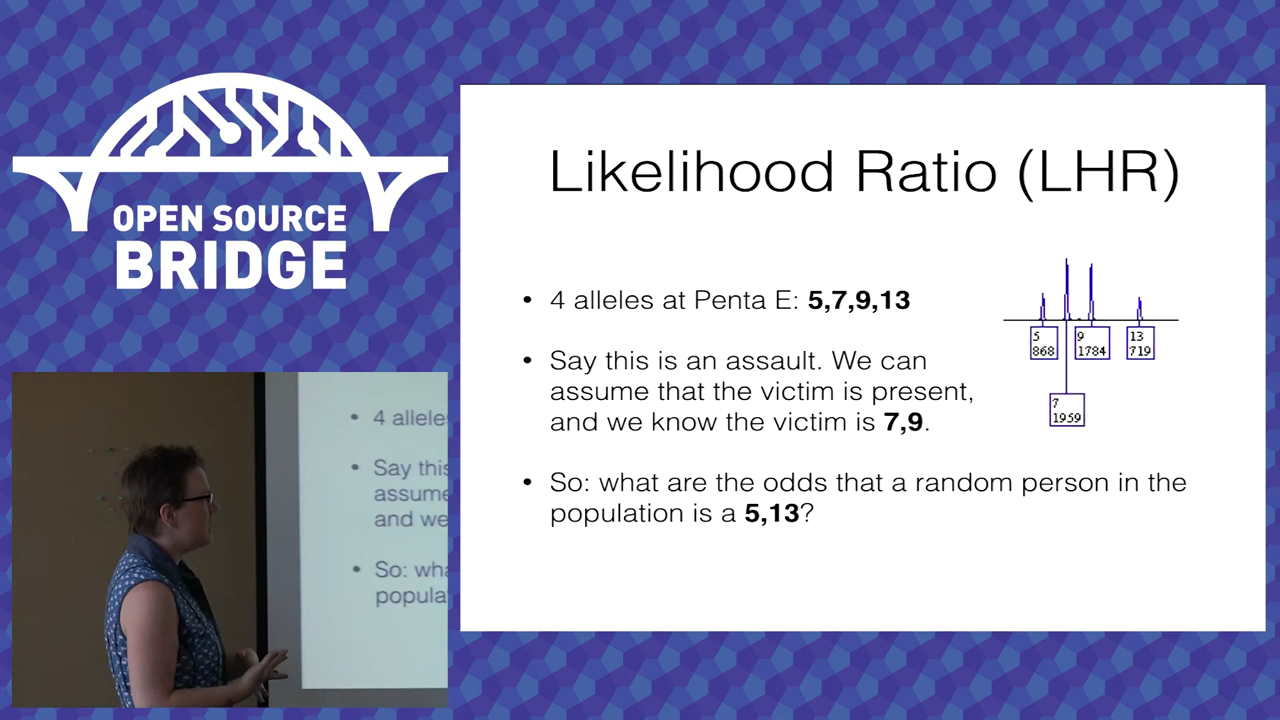 OPEN SOURCE
BRIDGE
Likelihood Ratio (LHR)
• 4 alleles at Penta E: 5,7,9,13
• Say this is an assault. We can
assume that the victim is present,
and we know the victim is 7,9.
• So: what are the odds that a random person in the
population is a 5,13?
5
868
9
1784
13
719
7
1959
• 4 allele
• Say this
assume
and we
• So: wha
popula